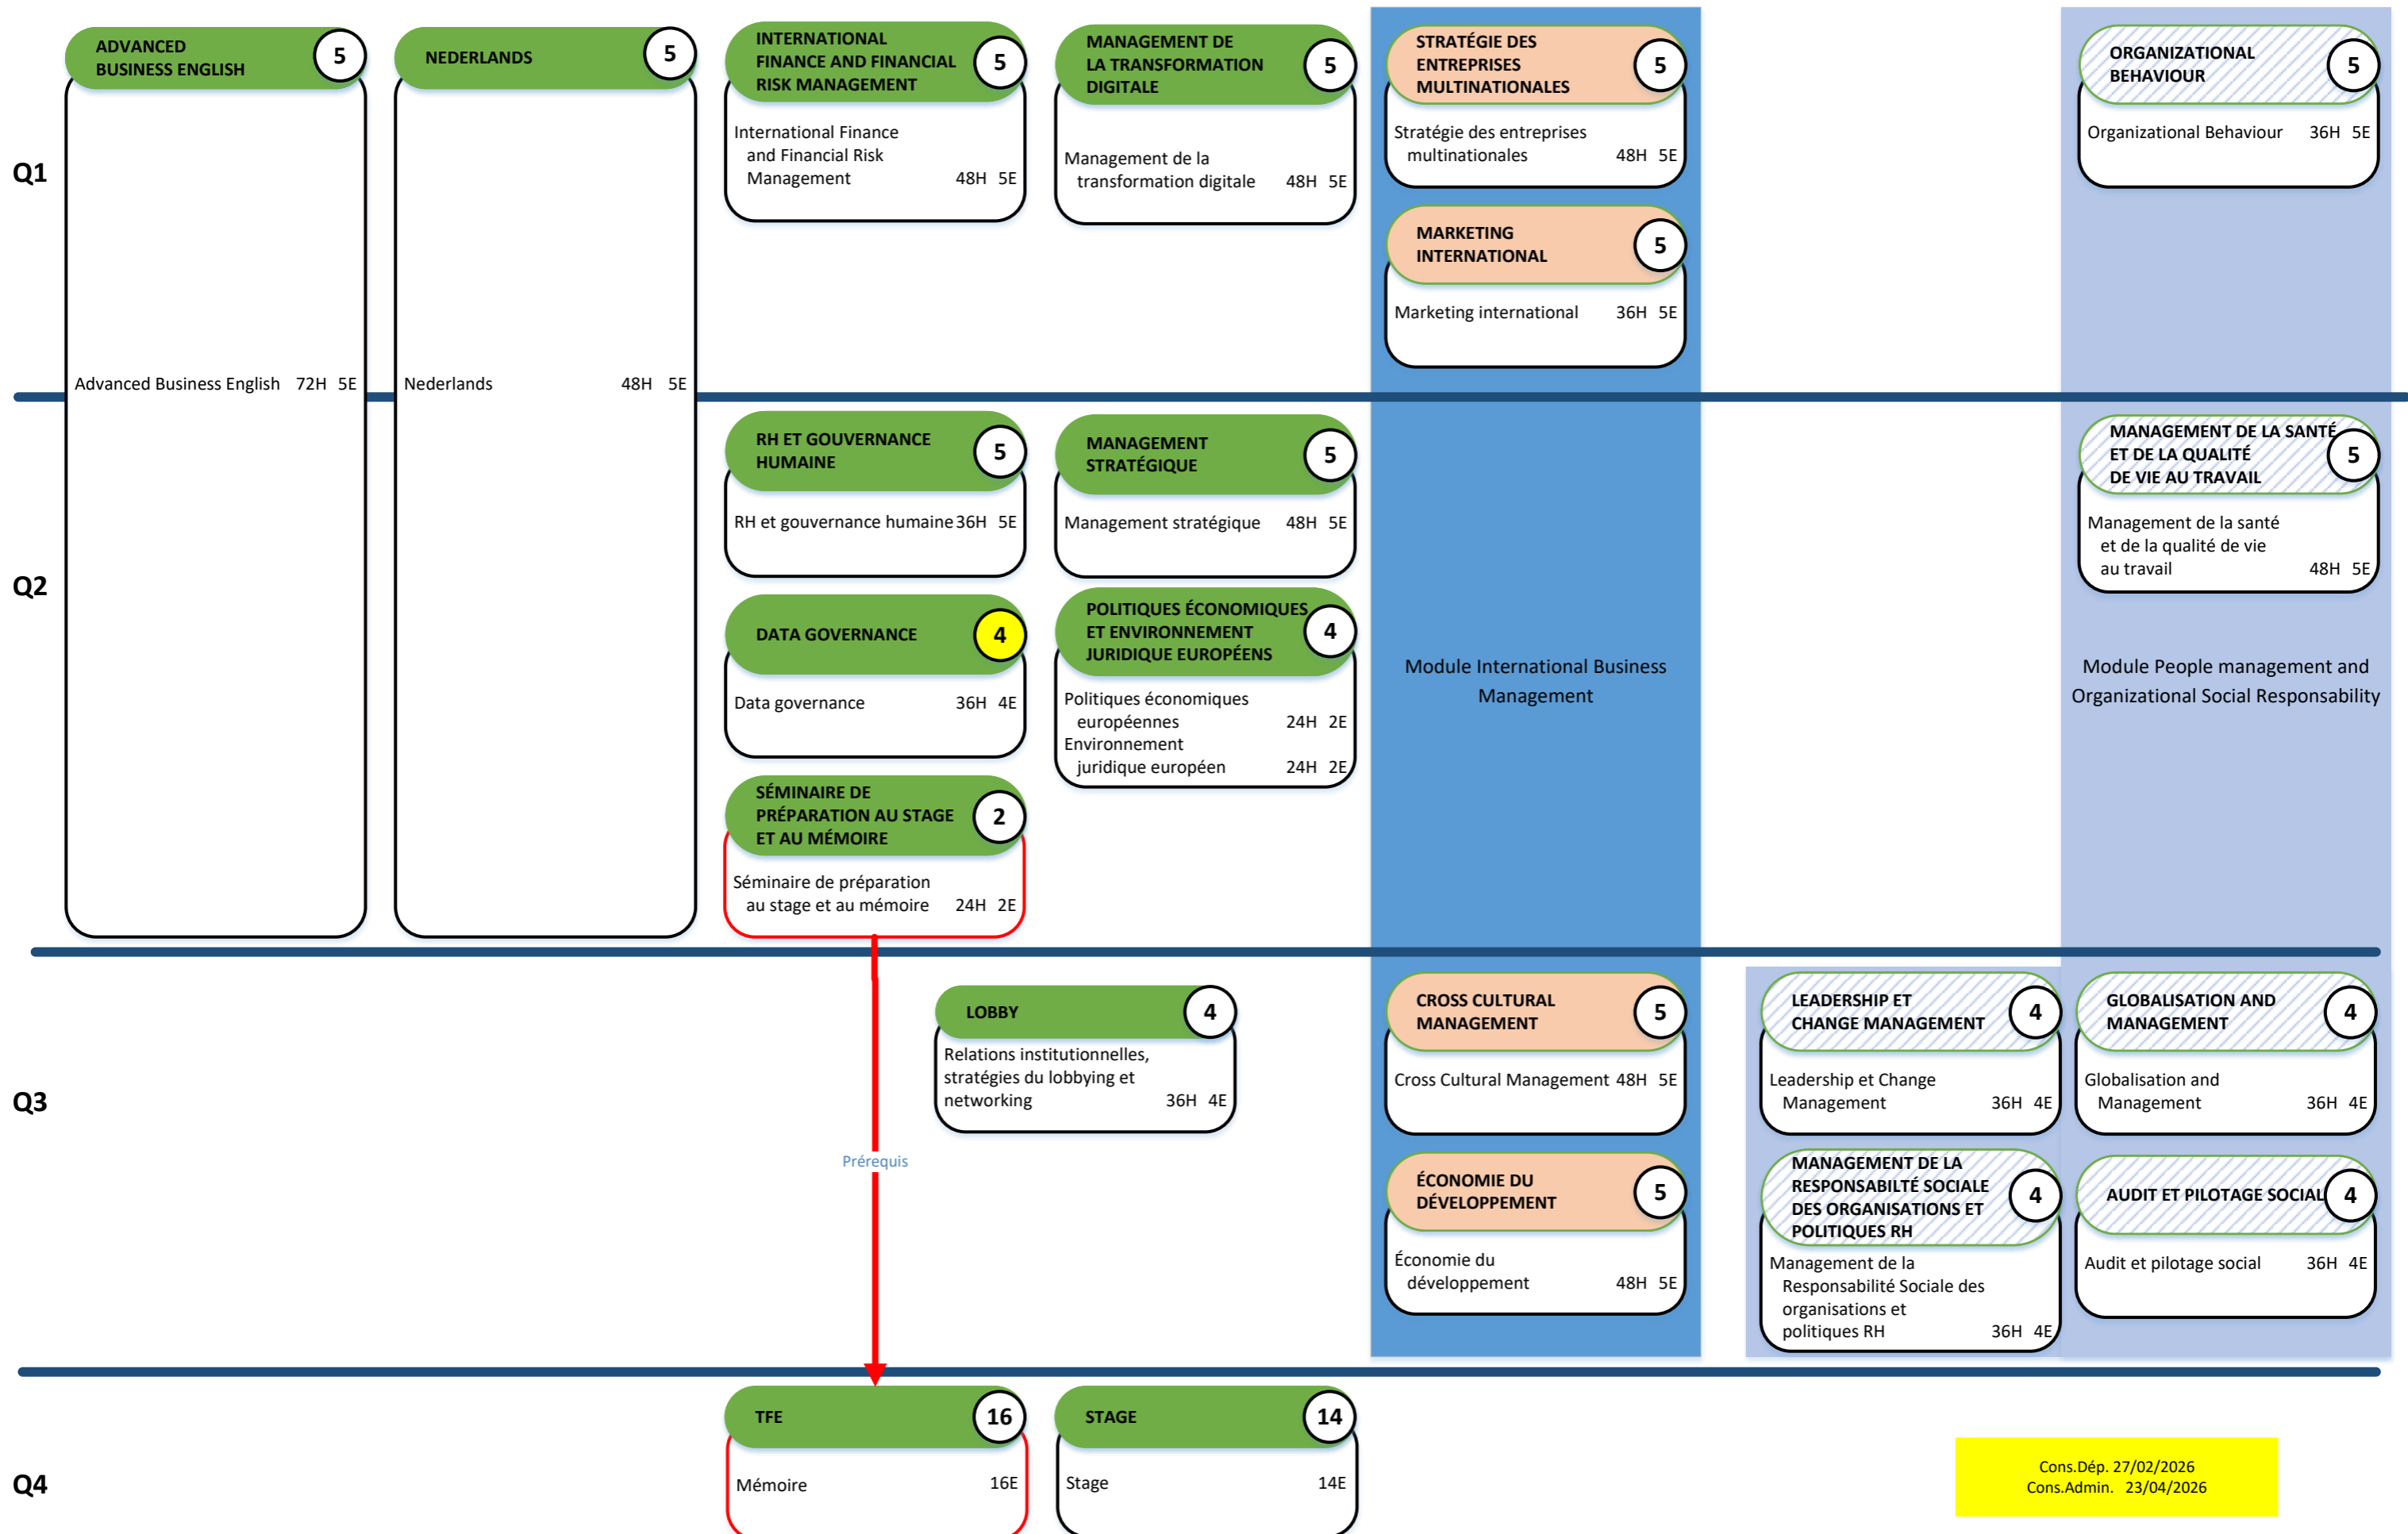 Q1
ADVANCED
BUSINESS ENGLISH
5
Advanced Business English 72H 5E
NEDERLANDS
5
Nederlands 48H 5E
INTERNATIONAL
FINANCE AND FINANCIAL
RISK MANAGEMENT
5
International Finance
and Financial Risk
Management 48H 5E
MANAGEMENT DE
LA TRANSFORMATION
DIGITALE
5
Management de la
transformation digitale 48H 5E
STRATÉGIE DES
ENTREPRISES
MULTINATIONALES
5
Stratégie des entreprises
multinationales 48H 5E
MARKETING
INTERNATIONAL
5
Marketing international 36H 5E
ORGANIZATIONAL
BEHAVIOUR
5
Organizational Behaviour 36H 5E
Q2
RH ET GOUVERNANCE
HUMAINE
5
RH et gouvernance humaine 36H 5E
MANAGEMENT
STRATÉGIQUE
5
Management stratégique 48H 5E
DATA GOVERNANCE
4
Data governance 36H 4E
POLITIQUES ÉCONOMIQUES
ET ENVIRONNEMENT
JURIDIQUE EUROPÉENS
4
Politiques économiques
européennes 24H 2E
Environnement
juridique européen 24H 2E
SÉMINAIRE DE
PRÉPARATION AU STAGE
ET AU MÉMOIRE
2
Séminaire de préparation
au stage et au mémoire 24H 2E
Module International Business
Management
MANAGEMENT DE LA SANTÉ
ET DE LA QUALITÉ
DE VIE AU TRAVAIL
5
Management de la santé
et de la qualité de vie
au travail 48H 5E
Module People management and
Organizational Social Responsability
Q3
Prérequis
LOBBY
4
Relations institutionnelles,
stratégies du lobbying et
networking 36H 4E
CROSS CULTURAL
MANAGEMENT
5
Cross Cultural Management 48H 5E
ÉCONOMIE DU
DÉVELOPPEMENT
5
Économie du
développement 48H 5E
LEADERSHIP ET
CHANGE MANAGEMENT
4
Leadership et Change
Management 36H 4E
GLOBALISATION AND
MANAGEMENT
4
Globalisation and
Management 36H 4E
MANAGEMENT DE LA
RESPONSABILTÉ SOCIALE
DES ORGANISATIONS ET
POLITIQUES RH
4
Management de la
Responsabilité Sociale des
organisations et
politiques RH 36H 4E
AUDIT ET PILOTAGE SOCIAL
4
Audit et pilotage social 36H 4E
Q4
TFE
16
Mémoire 16E
STAGE
14
Stage 14E
Cons.Dép. 27/02/2026
Cons.Admin. 23/04/2026